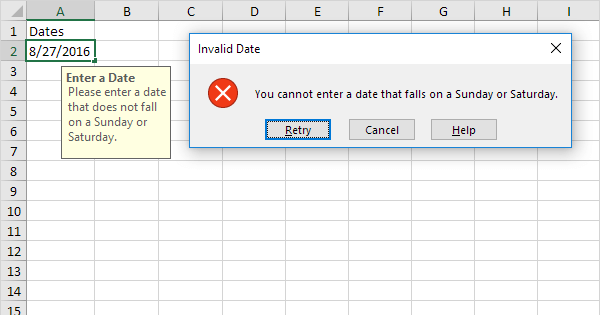 A B C D E F G H I
1 Dates
2 8/27/2016
3
4
5
6
7
8
9
10
11
12
13
14
15
Enter a Date
Please enter a date
that does not fall
on a Sunday or
Saturday.
Invalid Date
You cannot enter a date that falls on a Sunday or Saturday.
Retry Cancel Help